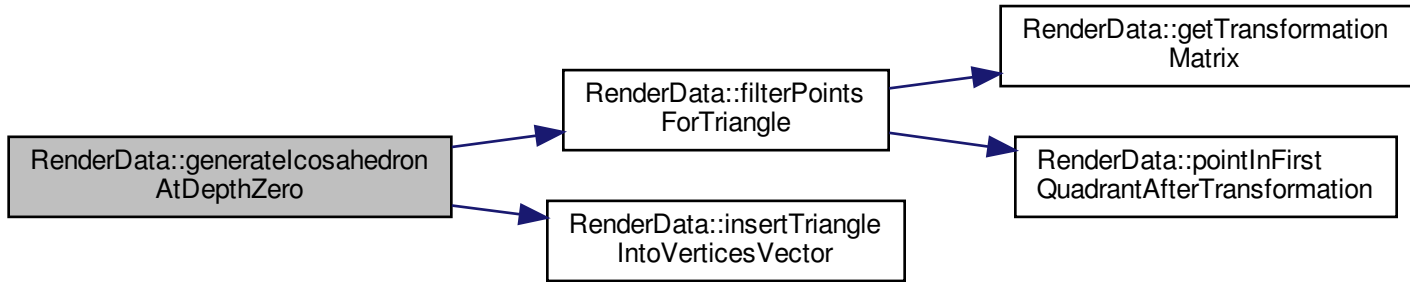 RenderData::generateIcosahedron
AtDepthZero
RenderData::filterPoints
ForTriangle
RenderData::insertTriangle
IntoVerticesVector
RenderData::getTransformation
Matrix
RenderData::pointInFirst
QuadrantAfterTransformation